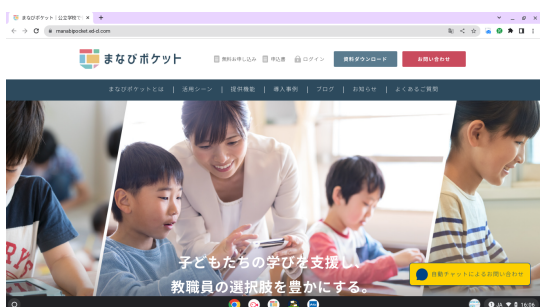 まなびポケット | 公立学校で
manabipocket.ed-cl.com
まなびポケット
無料お申し込み
申込書
ログイン
資料ダウンロード
お問い合わせ
まなびポケットとは | 活用シーン | 提供機能 | 導入事例 | ブログ | お知らせ | よくあるご質問
子どもたちの学びを支援し、
教職員の選択肢を豊かにする。
自動チャットによるお問い合わせ
JA
16:06